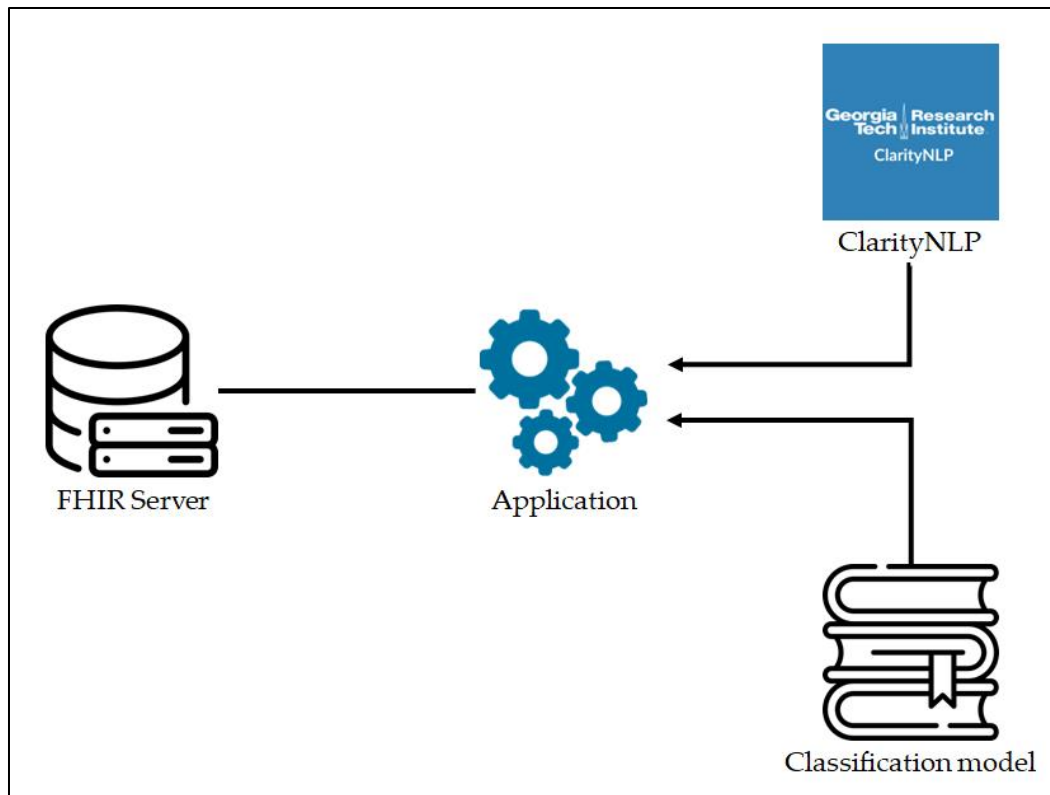 Georgia Research
Tech Institute
ClarityNLP
ClarityNLP
FHIR Server
Application
Classification model